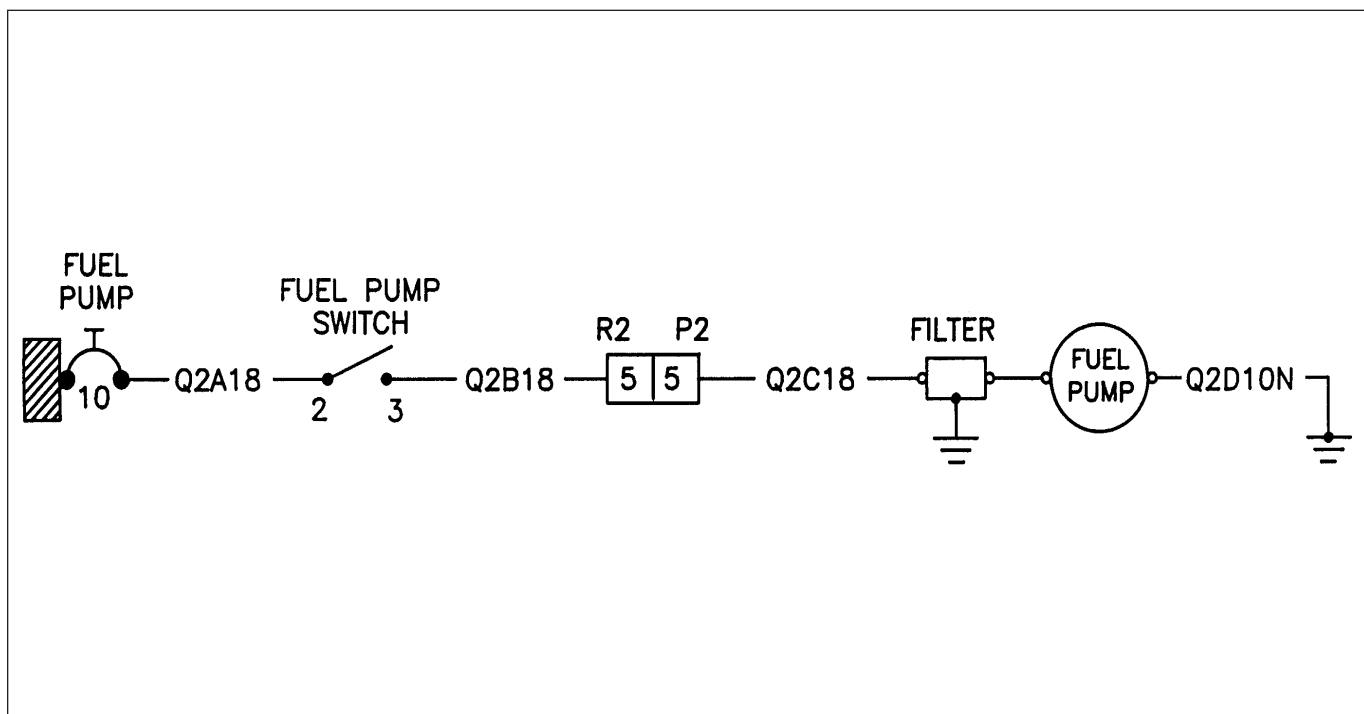 FUEL
PUMP
10
Q2A18
FUEL PUMP
SWITCH
2
3
Q2B18
R2 P2
5 5
Q2C18
FILTER
FUEL
PUMP
Q2D10N